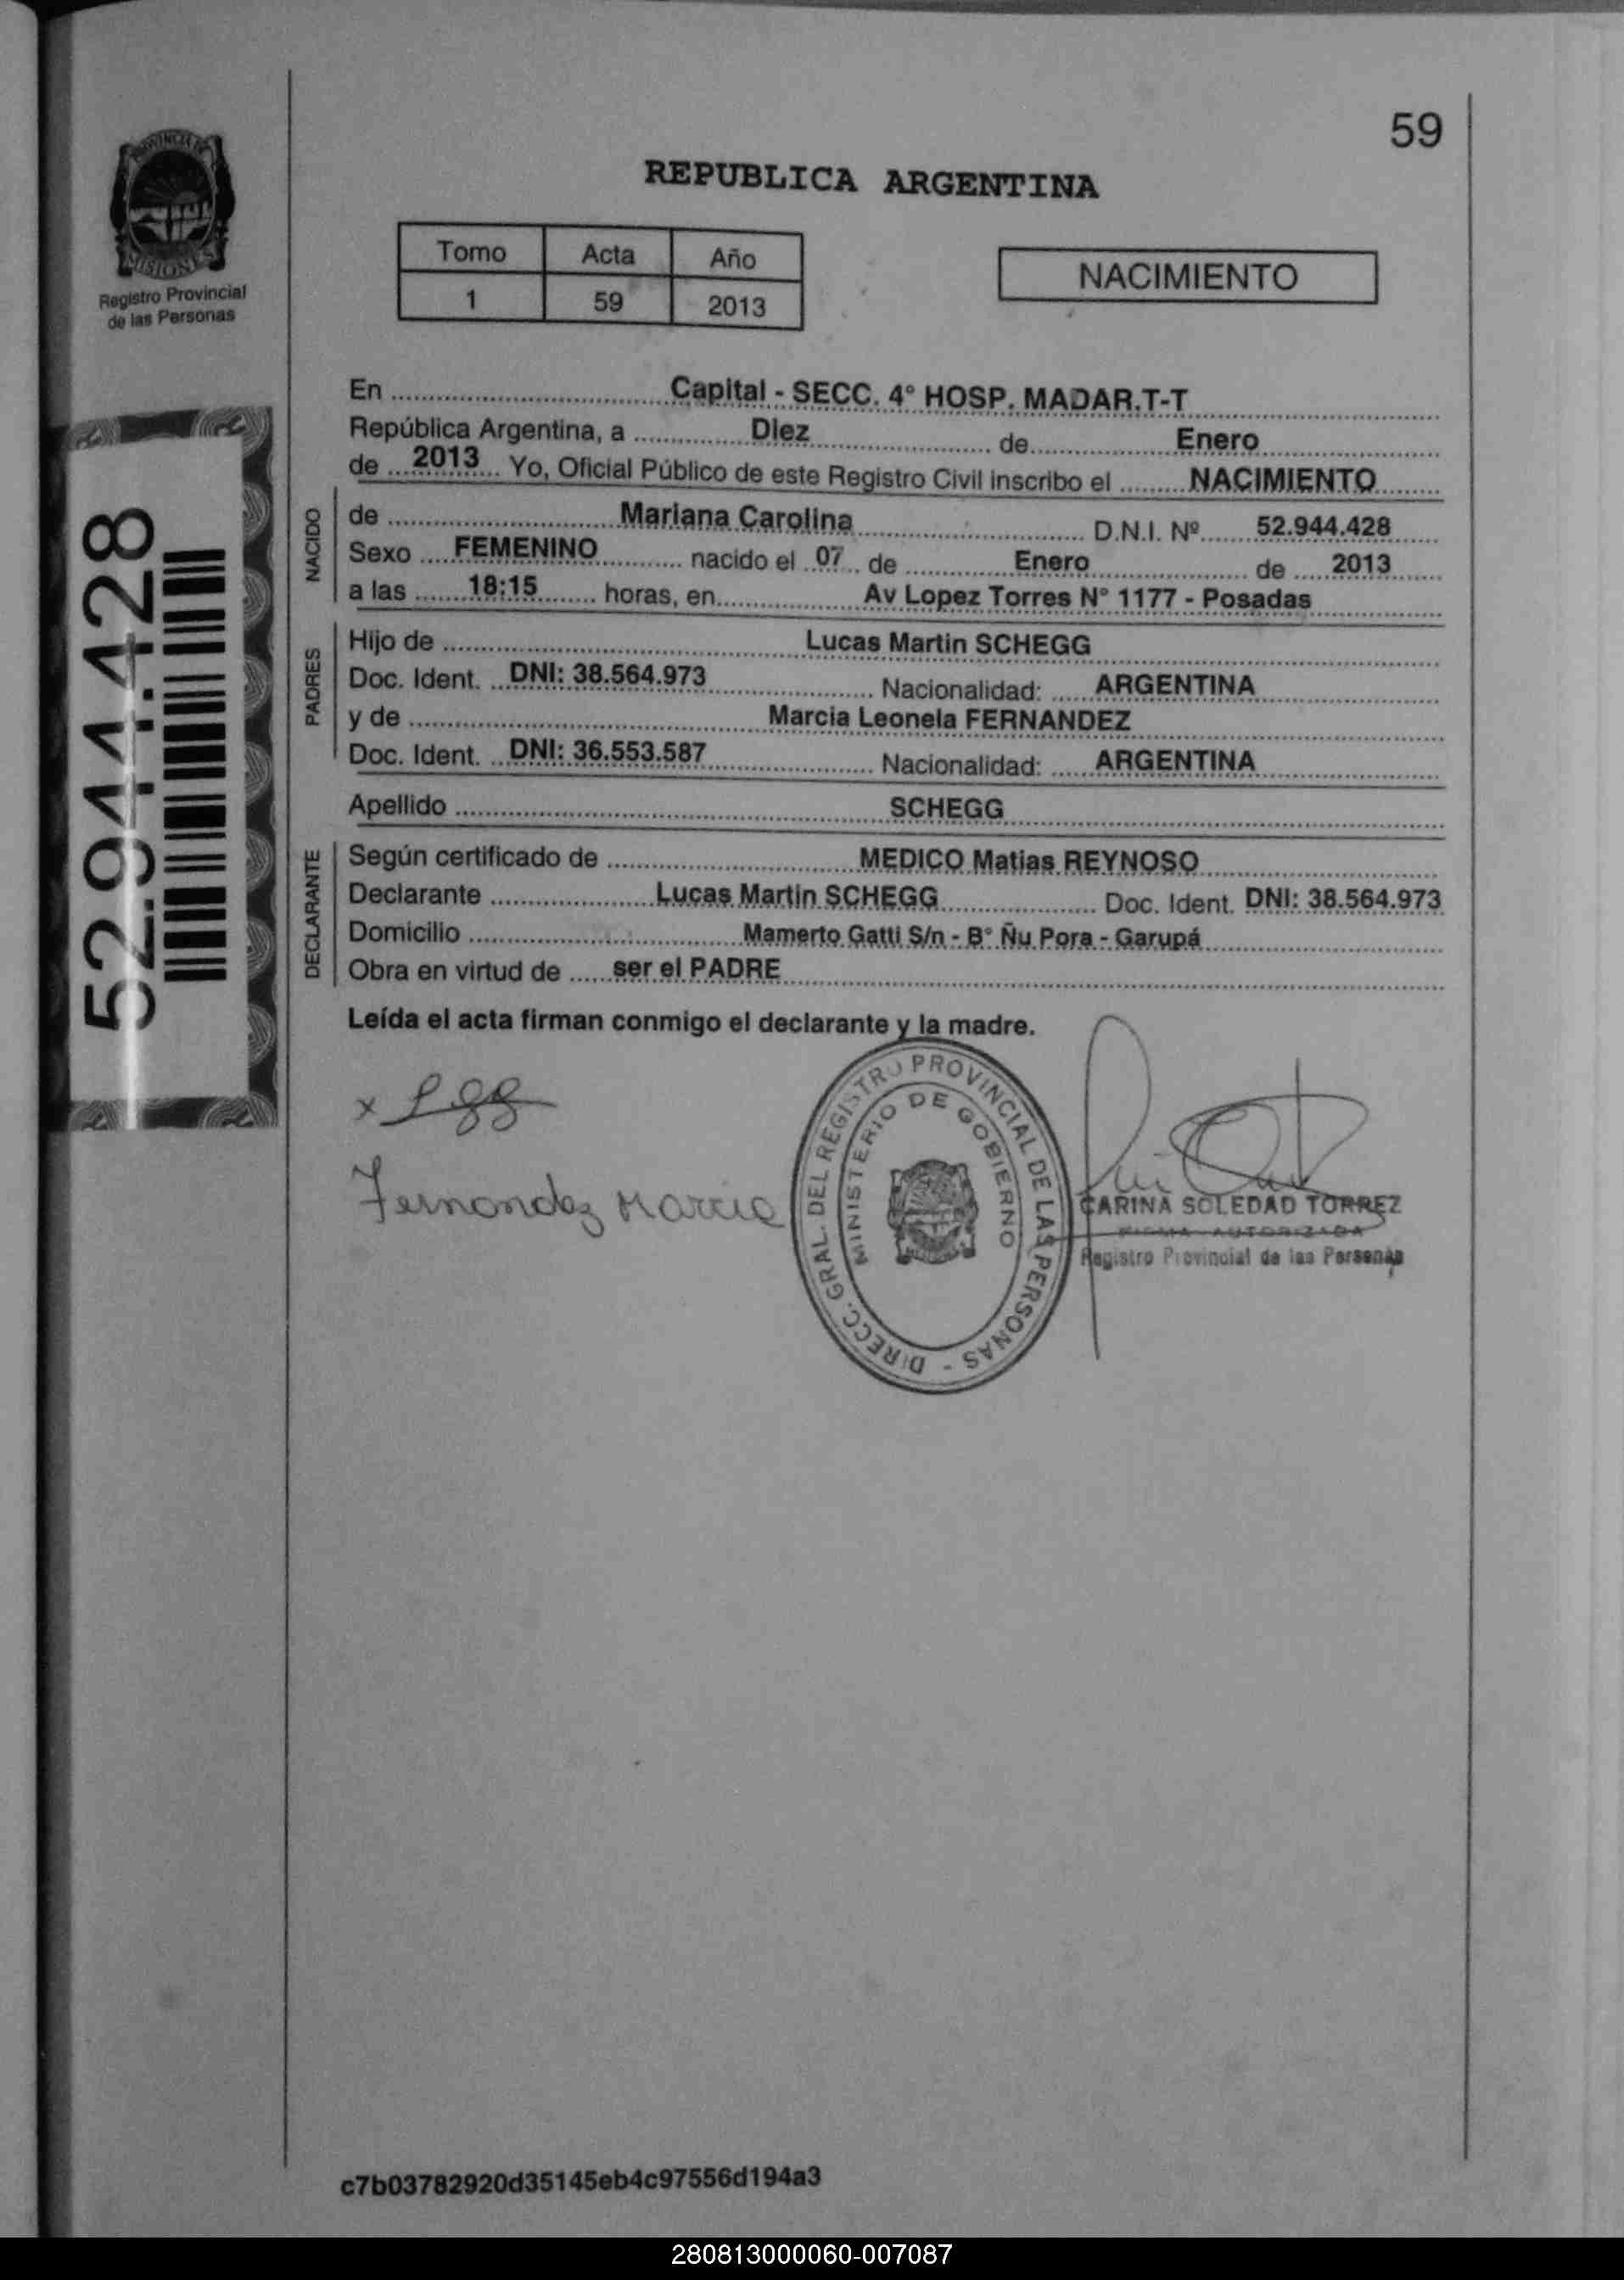 59
PROVINCIA DE
MISIONES
Registro Provincial
de las Personas
REPUBLICA ARGENTINA
Tomo Acta Año
1 59 2013
NACIMIENTO
En Capital - SECC. 4° HOSP. MADAR.T-T
República Argentina, a Diez de Enero
de 2013 Yo, Oficial Público de este Registro Civil inscribo el NACIMIENTO
NACIDO
de Mariana Carolina D.N.I. Nº 52.944.428
Sexo FEMENINO nacido el 07 de Enero de 2013
a las 18:15 horas, en Av Lopez Torres N° 1177 - Posadas
PADRES
Hijo de Lucas Martin SCHEGG
Doc. Ident. DNI: 38.564.973 Nacionalidad: ARGENTINA
y de Marcia Leonela FERNANDEZ
Doc. Ident. DNI: 36.553.587 Nacionalidad: ARGENTINA
Apellido SCHEGG
DECLARANTE
Según certificado de MEDICO Matias REYNOSO
Declarante Lucas Martin SCHEGG Doc. Ident. DNI: 38.564.973
Domicilio Mamerto Gatti S/n - B° Ñu Pora - Garupá
Obra en virtud de ser el PADRE
Leída el acta firman conmigo el declarante y la madre.
52.944.428
x
Fernandez Marcia
DIRECC. GRAL. DEL REGISTRO PROVINCIAL DE LAS PERSONAS -
MINISTERIO DE GOBIERNO
CARINA SOLEDAD TORREZ
FIRMA AUTORIZADA
Registro Provincial de las Personas
c7b03782920d35145eb4c97556d194a3
280813000060-007087